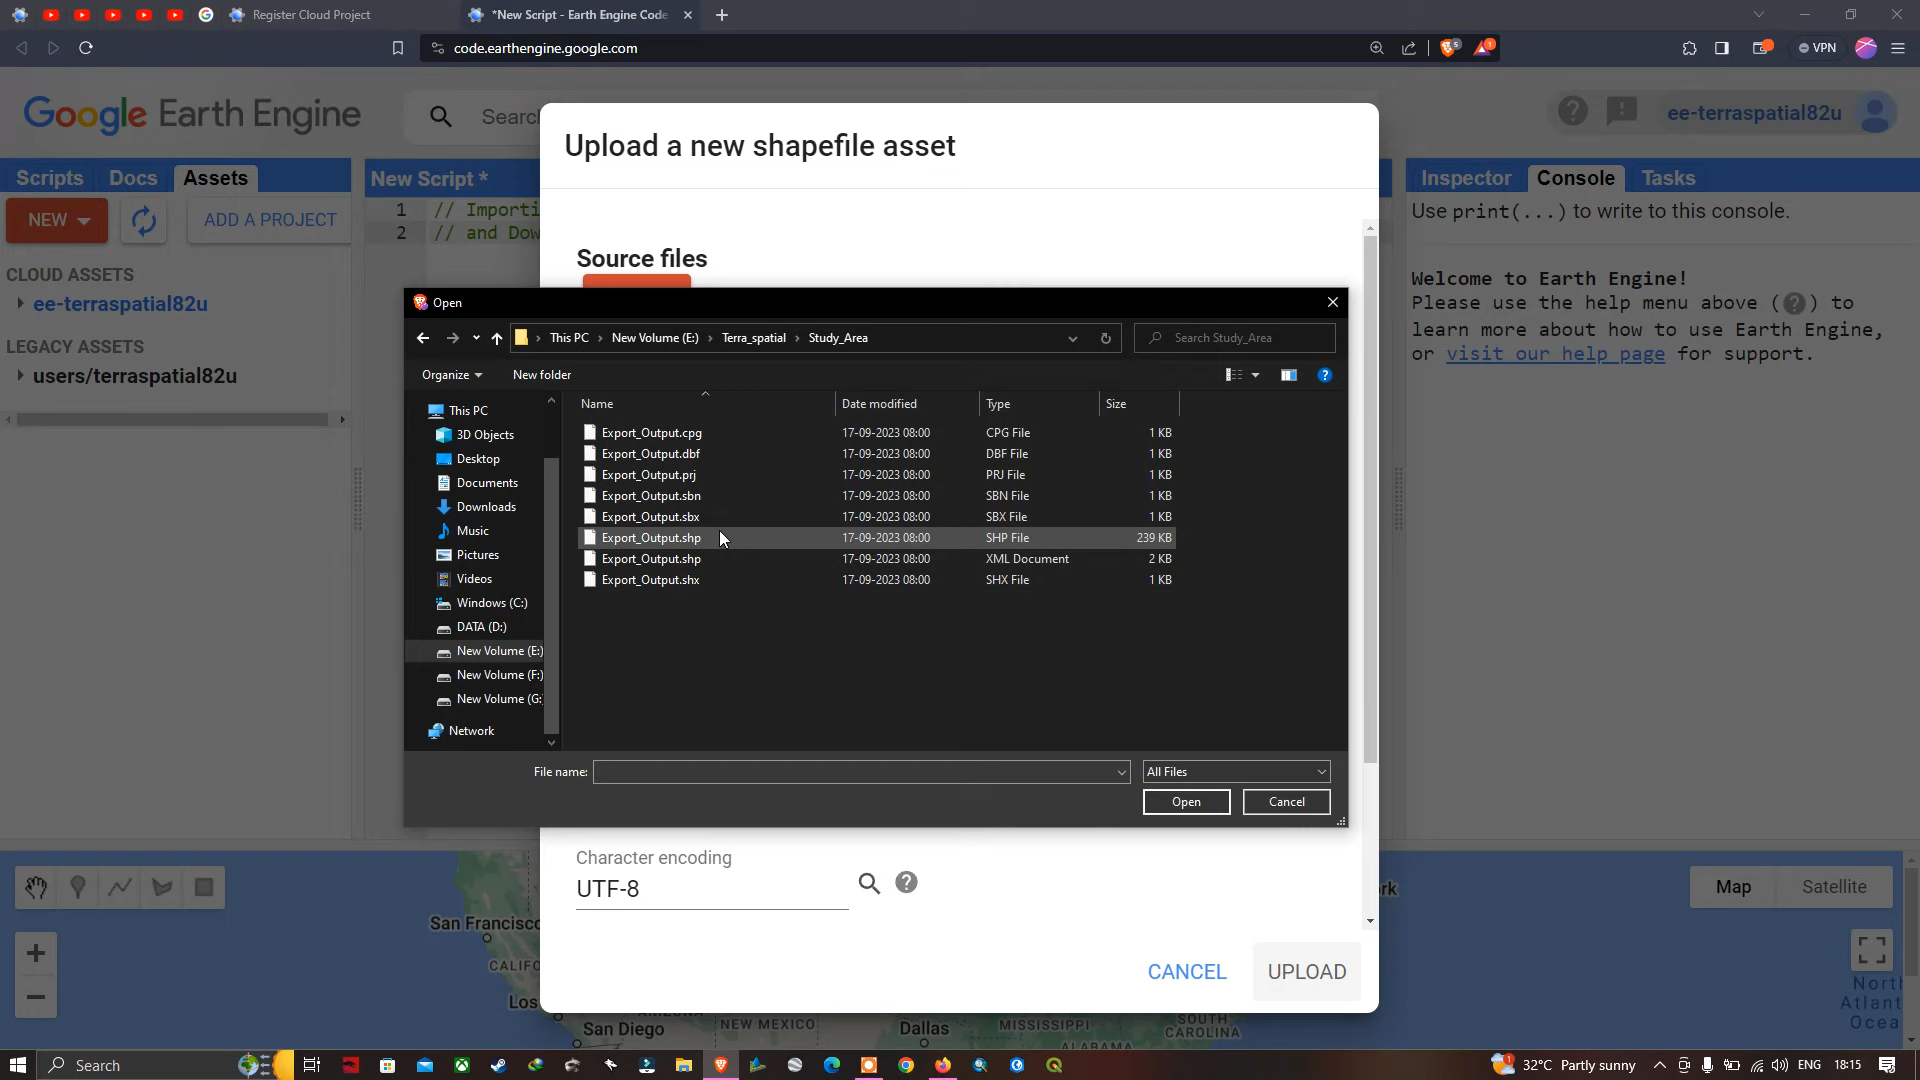 Register Cloud Project
*New Script - Earth Engine Code
code.earthengine.google.com
VPN
Google Earth Engine
Search
ee-terraspatial82u
Scripts
Docs
Assets
NEW
ADD A PROJECT
CLOUD ASSETS
ee-terraspatial82u
LEGACY ASSETS
users/terraspatial82u
New Script *
1 // Importi
2 // and Dow
Upload a new shapefile asset
Source files
Inspector
Console
Tasks
Use print(...) to write to this console.
Welcome to Earth Engine!
Please use the help menu above (?) to
learn more about how to use Earth Engine,
or visit our help page for support.
Open
This PC
New Volume (E:)
Terra_spatial
Study_Area
Search Study_Area
Organize
New folder
This PC
3D Objects
Desktop
Documents
Downloads
Music
Pictures
Videos
Windows (C:)
DATA (D:)
New Volume (E:)
New Volume (F:)
New Volume (G:
Network
Name Date modified Type Size
Export_Output.cpg 17-09-2023 08:00 CPG File 1 KB
Export_Output.dbf 17-09-2023 08:00 DBF File 1 KB
Export_Output.prj 17-09-2023 08:00 PRJ File 1 KB
Export_Output.sbn 17-09-2023 08:00 SBN File 1 KB
Export_Output.sbx 17-09-2023 08:00 SBX File 1 KB
Export_Output.shp 17-09-2023 08:00 SHP File 239 KB
Export_Output.shp 17-09-2023 08:00 XML Document 2 KB
Export_Output.shx 17-09-2023 08:00 SHX File 1 KB
File name:
All Files
Open
Cancel
Character encoding
UTF-8
CANCEL
UPLOAD
Map
Satellite
San Francisco
CALIFO
Los
San Diego
NEW MEXICO
Dallas
MISSISSIPPI
ALABAMA
SOUTH
CAROLINA
rk
North
Atlant
Ocea
Search
32°C Partly sunny
ENG
18:15